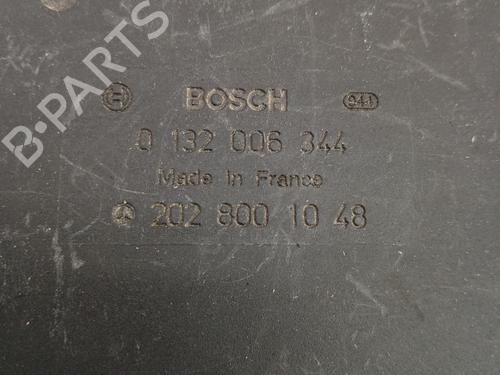 B-PARTS
BOSCH 941
0 132 006 344
Made in France
202 800 10 48